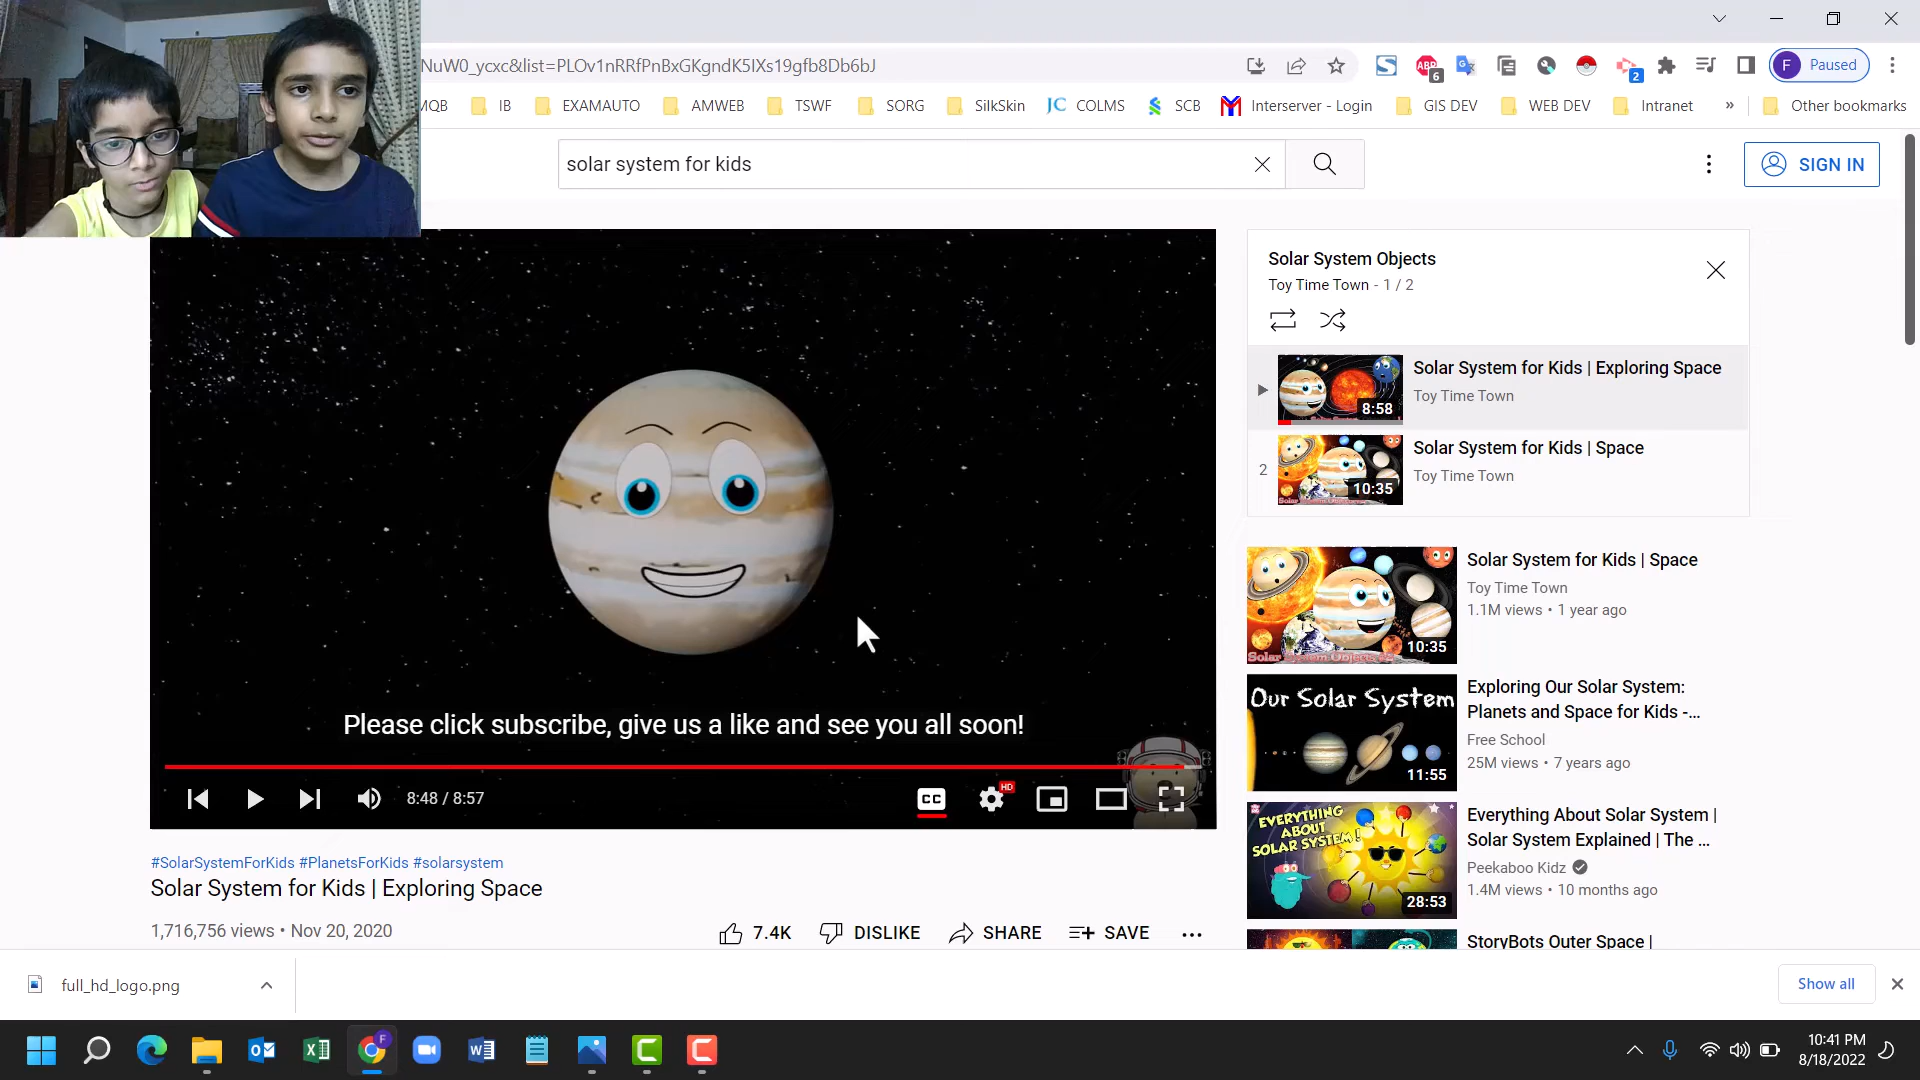 NuW0_ycxc&list=PLOv1nRRfPnBxGKgndK5IXs19gfb8Db6bJ
ABP 6
2
F Paused
MQB IB EXAMAUTO AMWEB TSWF SORG SilkSkin JC COLMS SCB Interserver - Login GIS DEV WEB DEV Intranet » Other bookmarks
solar system for kids
SIGN IN
Solar System Objects
Toy Time Town - 1 / 2
Solar System for Kids | Exploring Space
Toy Time Town
8:58
2
Solar System for Kids | Space
Toy Time Town
10:35
Please click subscribe, give us a like and see you all soon!
8:48 / 8:57
CC
HD
#SolarSystemForKids #PlanetsForKids #solarsystem
Solar System for Kids | Exploring Space
1,716,756 views • Nov 20, 2020
7.4K DISLIKE SHARE SAVE
Solar System for Kids | Space
Toy Time Town
1.1M views • 1 year ago
10:35
Our Solar System
11:55
Exploring Our Solar System:
Planets and Space for Kids -...
Free School
25M views • 7 years ago
EVERYTHING
ABOUT
SOLAR SYSTEM!
28:53
Everything About Solar System |
Solar System Explained | The ...
Peekaboo Kidz
1.4M views • 10 months ago
StoryBots Outer Space |
full_hd_logo.png
Show all
10:41 PM
8/18/2022